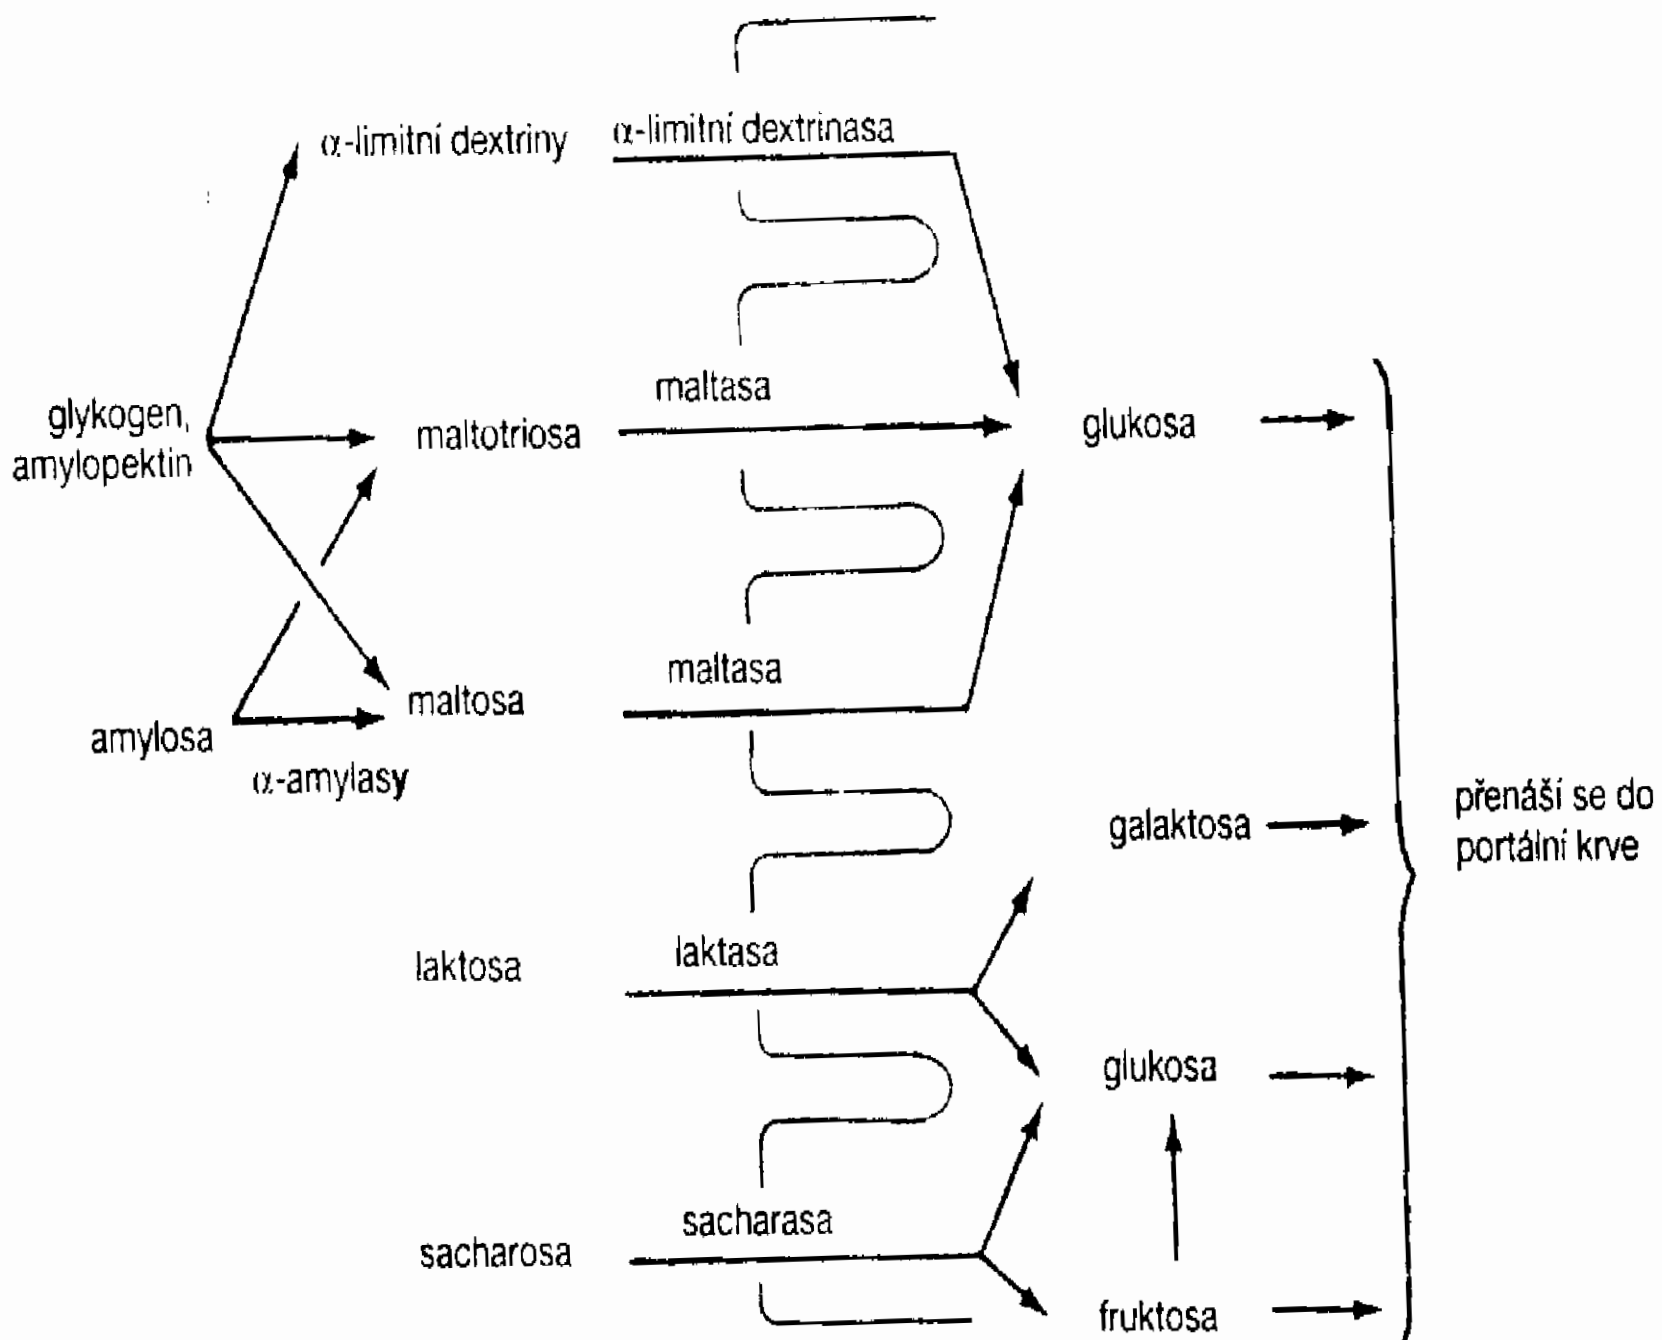 α-limitní dextriny
α-limitní dextrinasa
glykogen,
amylopektin
maltotriosa
maltasa
glukosa
amylosa
α-amylasy
maltosa
maltasa
galaktosa
přenáší se do
portální krve
laktosa
laktasa
glukosa
sacharosa
sacharasa
fruktosa